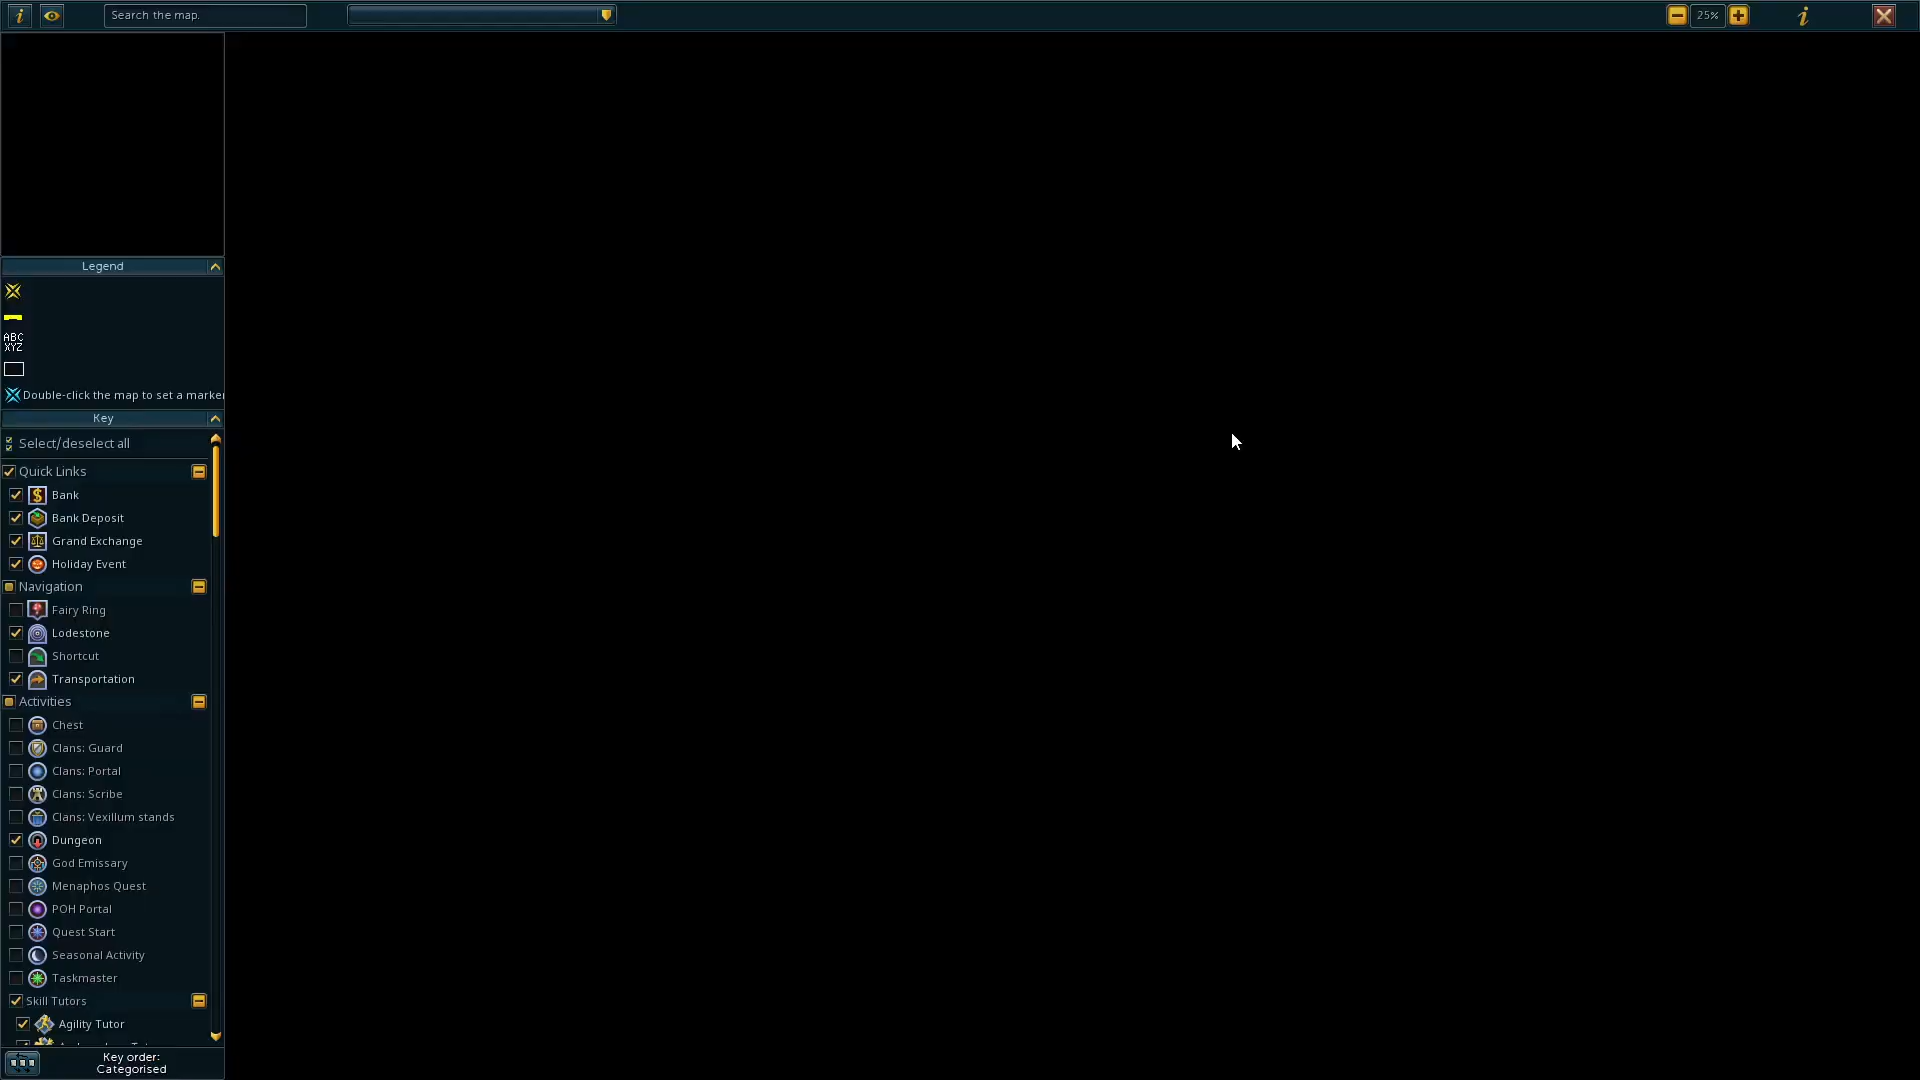 Search the map.
25%
Legend
ABC
XYZ
Double-click the map to set a marker
Key
Select/deselect all
Quick Links
Bank
Bank Deposit
Grand Exchange
Holiday Event
Navigation
Fairy Ring
Lodestone
Shortcut
Transportation
Activities
Chest
Clans: Guard
Clans: Portal
Clans: Scribe
Clans: Vexillum stands
Dungeon
God Emissary
Menaphos Quest
POH Portal
Quest Start
Seasonal Activity
Taskmaster
Skill Tutors
Agility Tutor
Key order:
Categorised